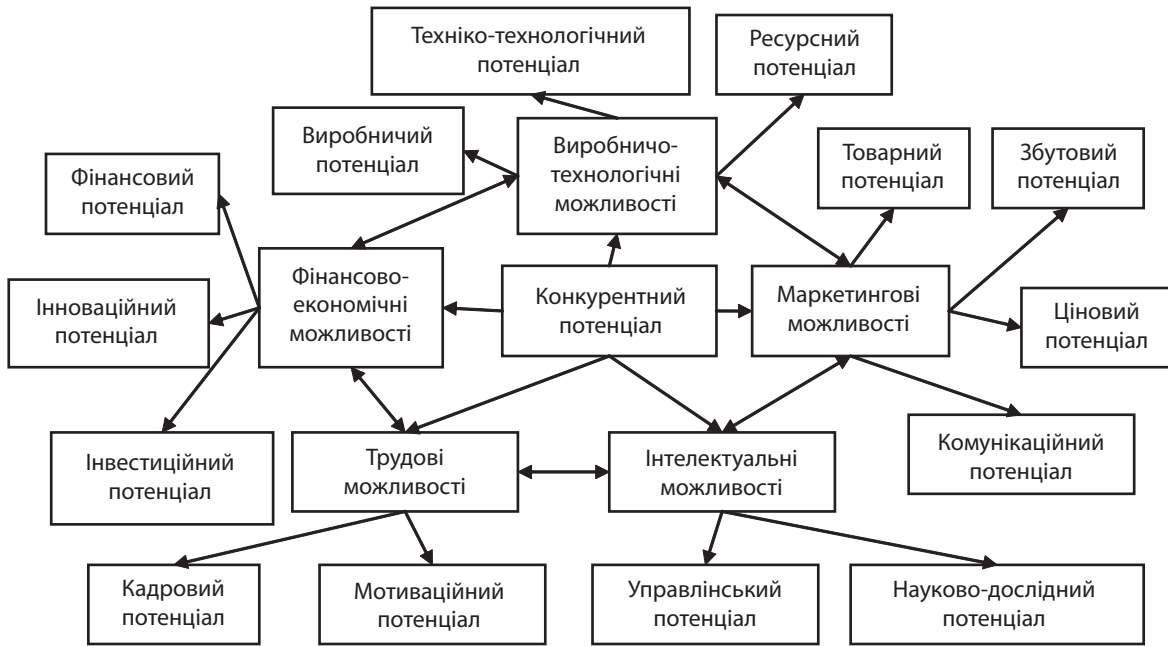 Техніко-технологічний
потенціал
Ресурсний
потенціал
Виробничий
потенціал
Виробничо-
технологічні
можливості
Товарний
потенціал
Збутовий
потенціал
Фінансовий
потенціал
Інноваційний
потенціал
Фінансово-
економічні
можливості
Конкурентний
потенціал
Маркетингові
можливості
Ціновий
потенціал
Інвестиційний
потенціал
Трудові
можливості
Інтелектуальні
можливості
Комунікаційний
потенціал
Кадровий
потенціал
Мотиваційний
потенціал
Управлінський
потенціал
Науково-дослідний
потенціал